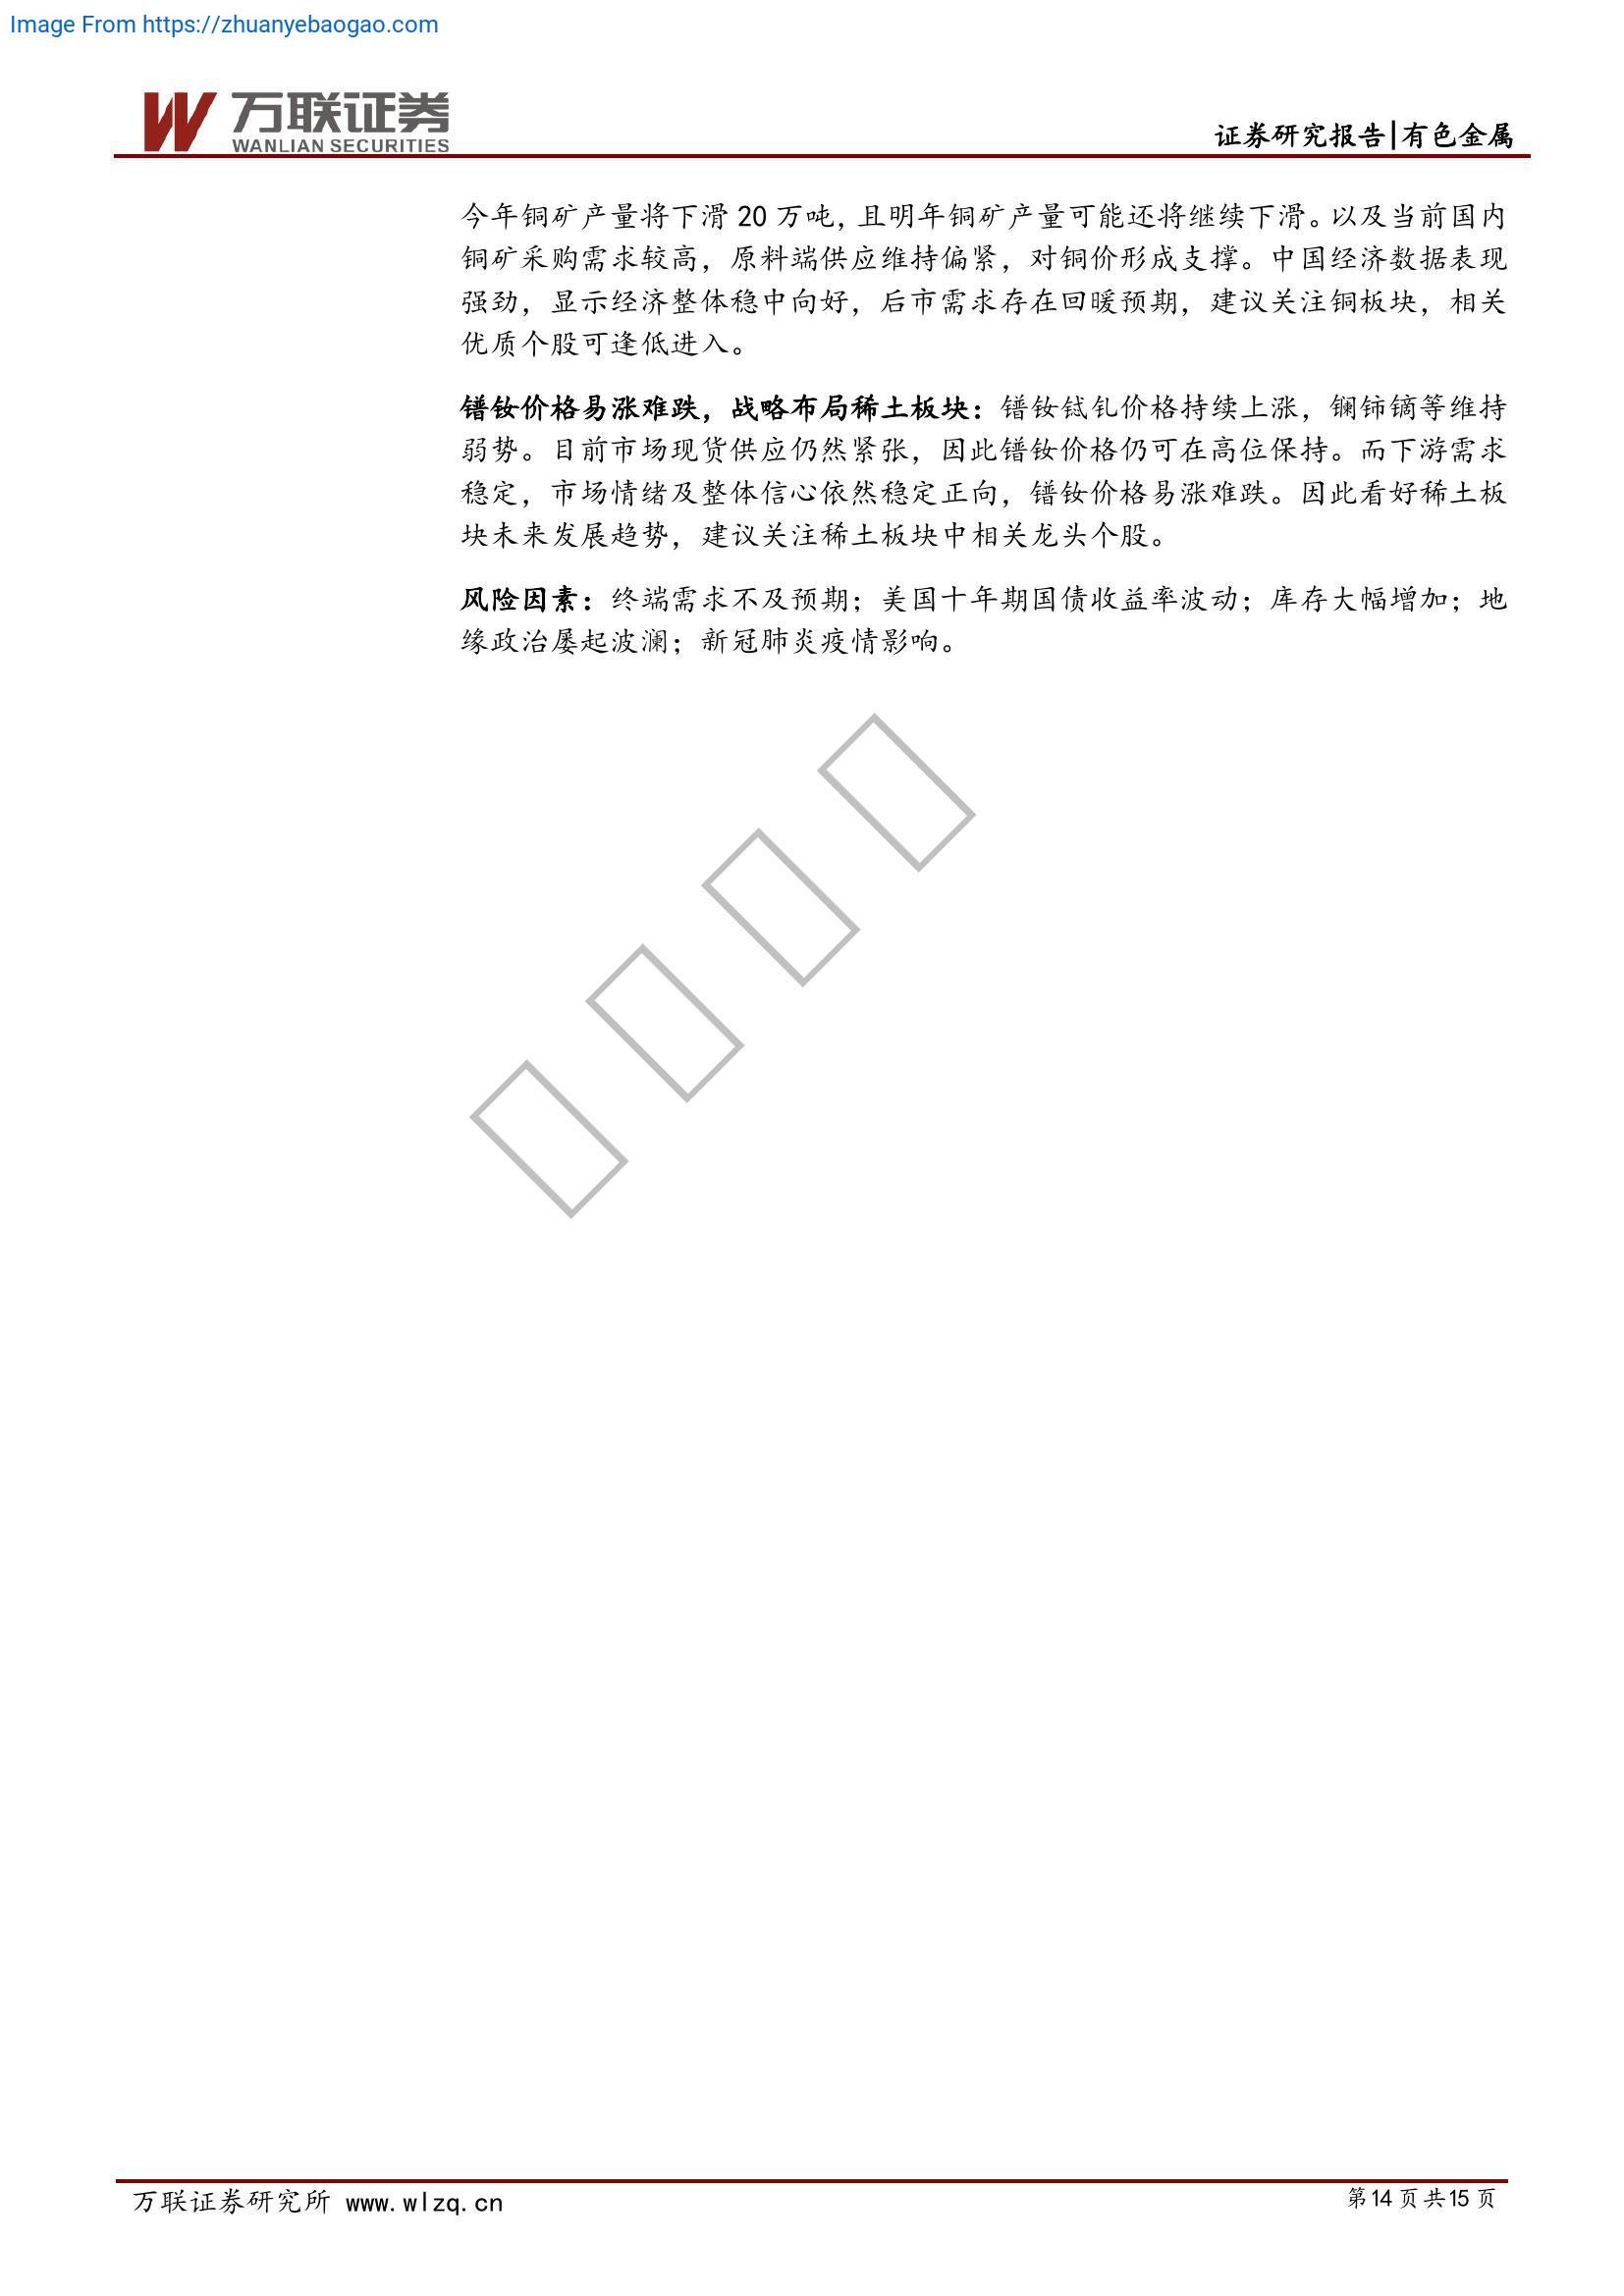 Image From https://zhuanyebaogao.com
万联证券
WANLIAN SECURITIES
证券研究报告|有色金属
今年铜矿产量将下滑 20 万吨，且明年铜矿产量可能还将继续下滑。以及当前国内
铜矿采购需求较高，原料端供应维持偏紧，对铜价形成支撑。中国经济数据表现
强劲，显示经济整体稳中向好，后市需求存在回暖预期，建议关注铜板块，相关
优质个股可逢低进入。
镨钕价格易涨难跌，战略布局稀土板块：镨钕铽钆价格持续上涨，镧铈镝等维持
弱势。目前市场现货供应仍然紧张，因此镨钕价格仍可在高位保持。而下游需求
稳定，市场情绪及整体信心依然稳定正向，镨钕价格易涨难跌。因此看好稀土板
块未来发展趋势，建议关注稀土板块中相关龙头个股。
风险因素：终端需求不及预期；美国十年期国债收益率波动；库存大幅增加；地
缘政治屡起波澜；新冠肺炎疫情影响。
万联证券研究所 www.wlzq.cn
第14 页 共15 页